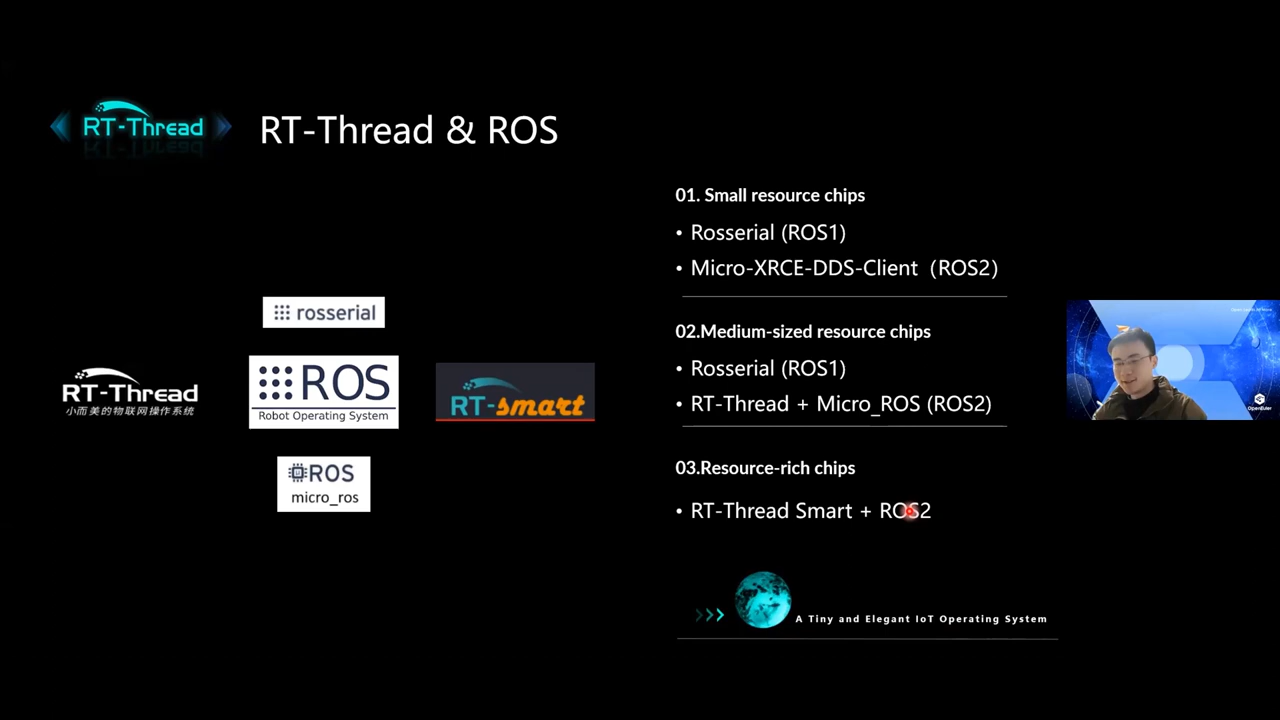 RT-Thread
RT-Thread & ROS
01. Small resource chips
• Rosserial (ROS1)
• Micro-XRCE-DDS-Client（ROS2）
02.Medium-sized resource chips
• Rosserial (ROS1)
• RT-Thread + Micro_ROS (ROS2)
03.Resource-rich chips
• RT-Thread Smart + ROS2
rosserial
RT-Thread
小而美的物联网操作系统
ROS
Robot Operating System
RT-smart
ROS
micro_ros
openEuler
A Tiny and Elegant IoT Operating System